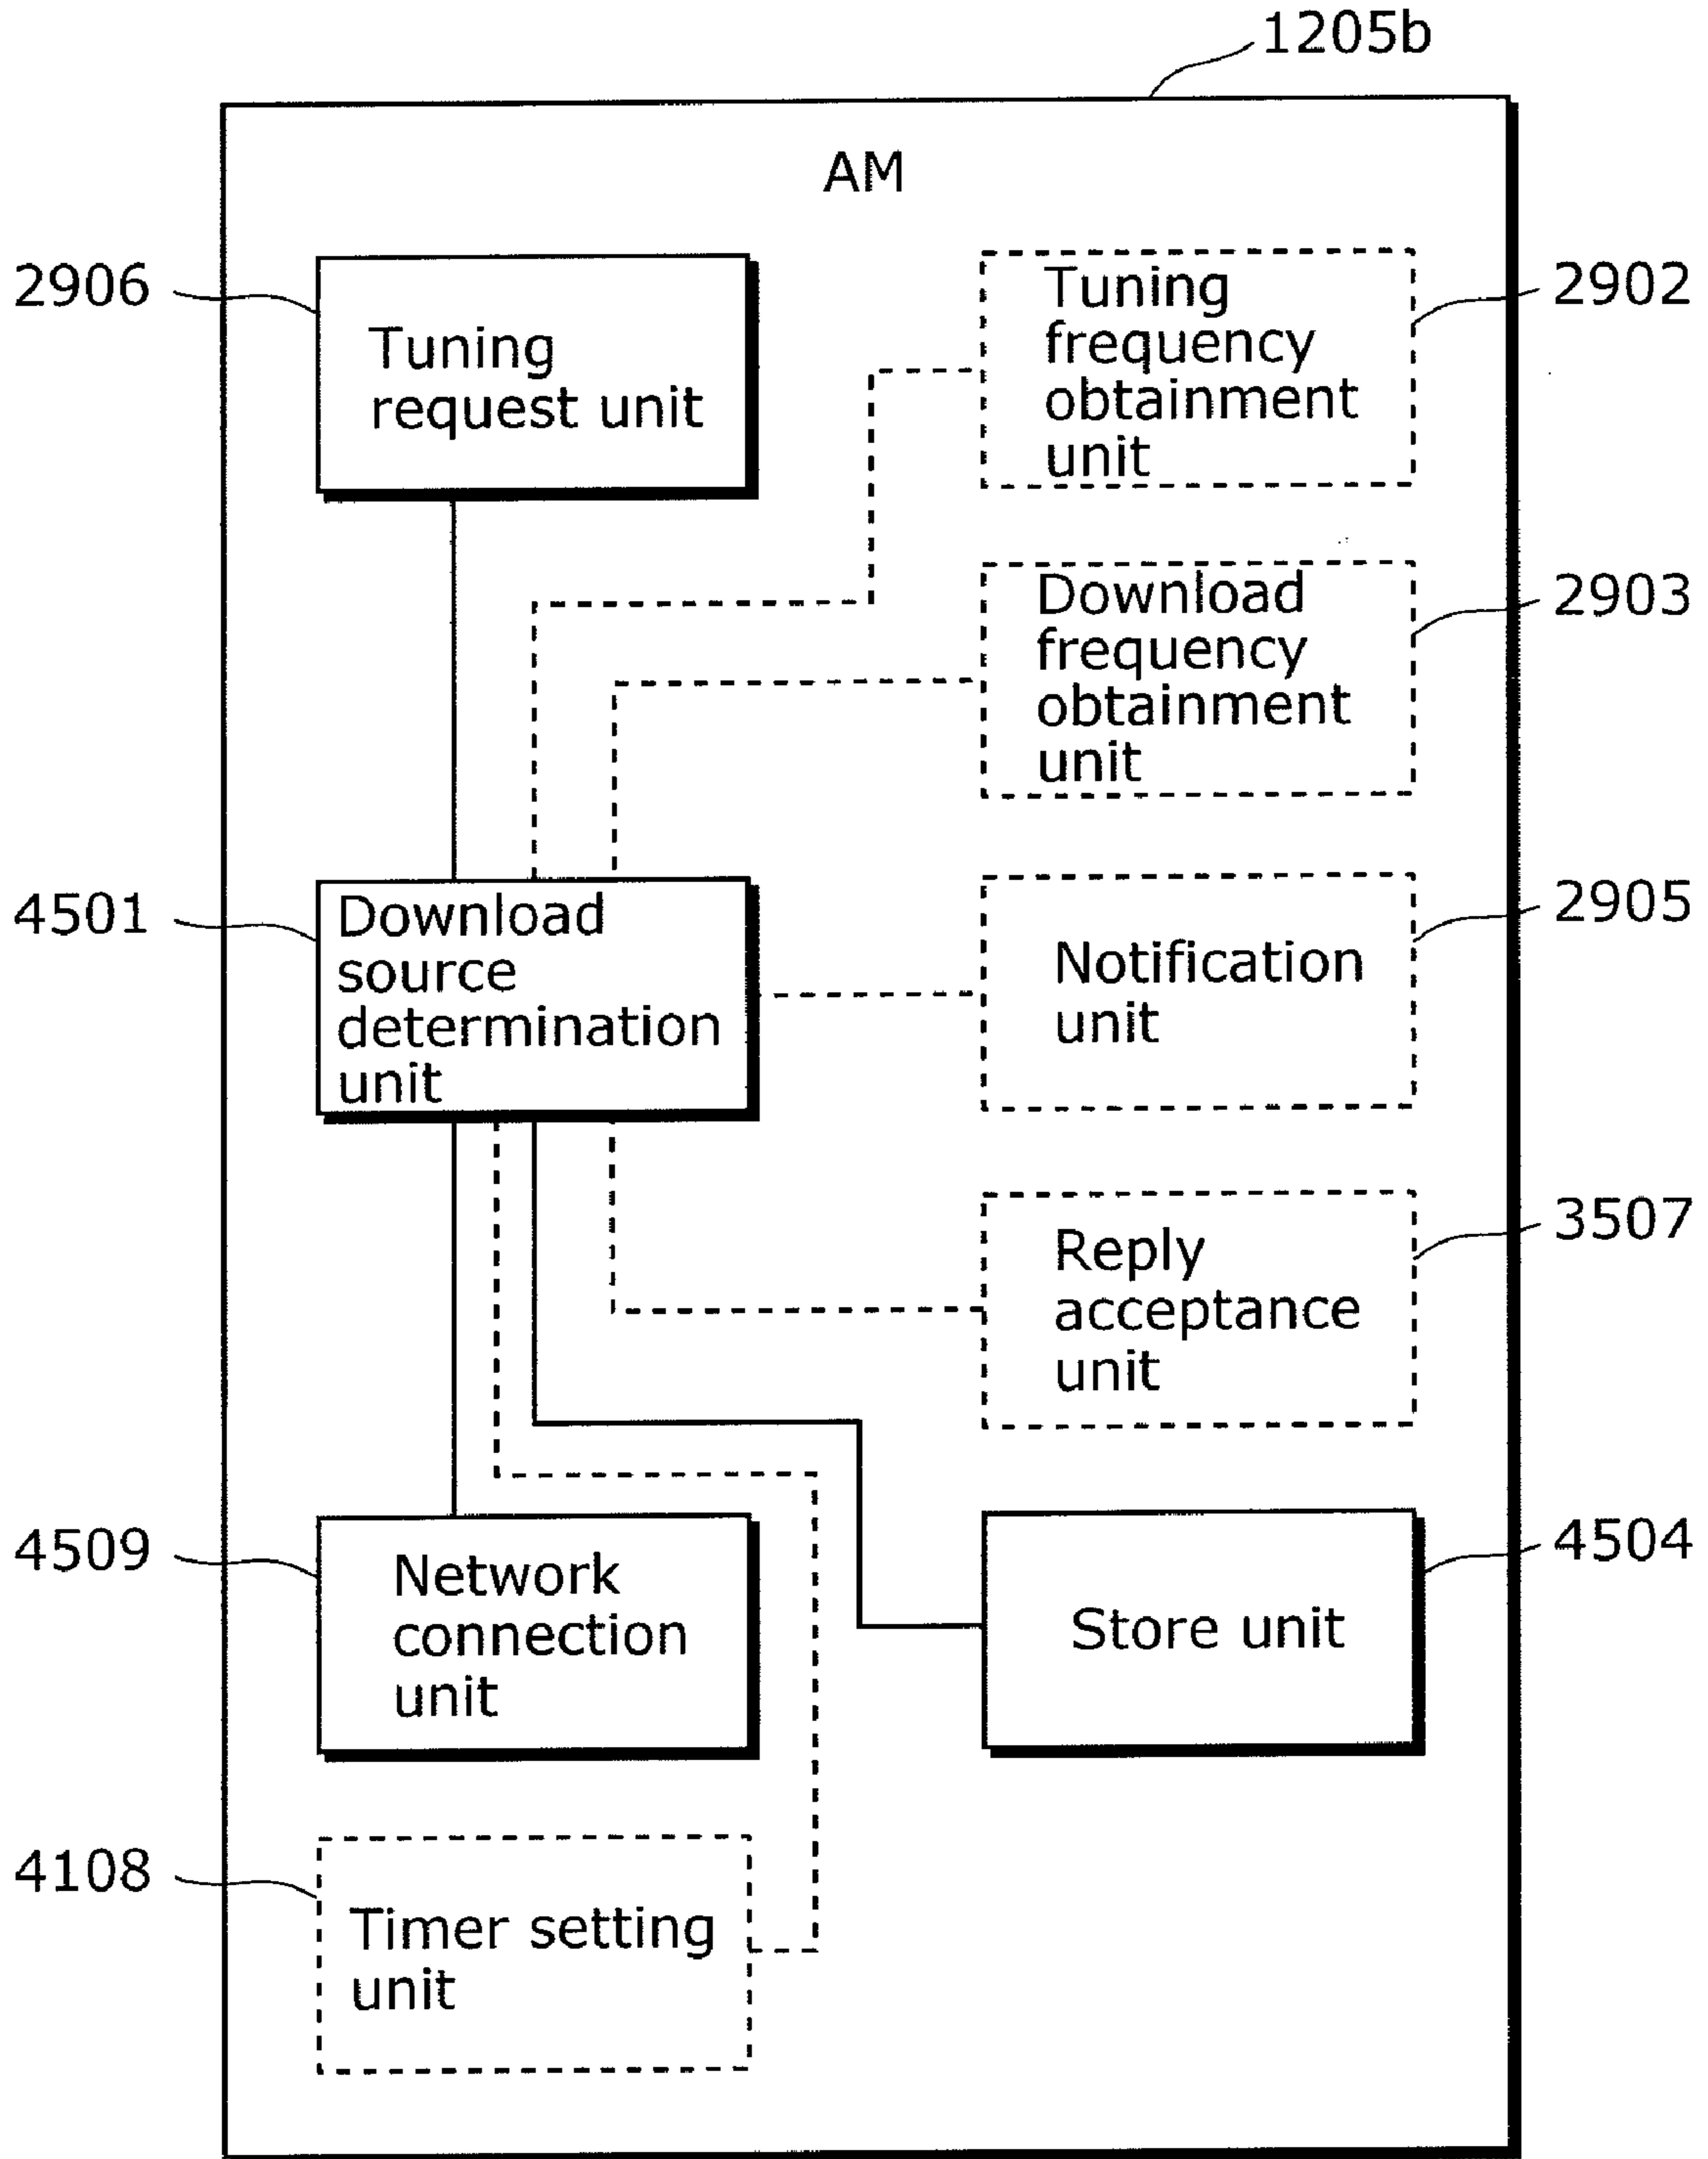 1205b
AM
2906
Tuning
request unit
Tuning
frequency
obtainment
unit
2902
Download
frequency
obtainment
unit
2903
4501
Download
source
determination
unit
Notification
unit
2905
Reply
acceptance
unit
3507
4509
Network
connection
unit
Store unit
4504
4108
Timer setting
unit